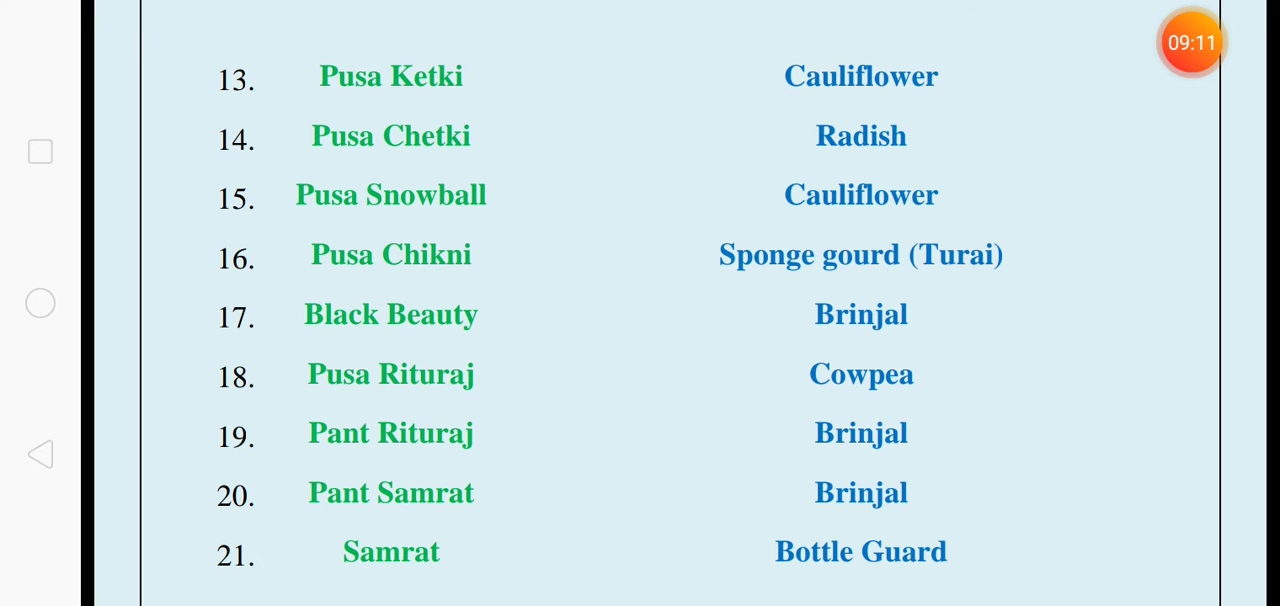 09:11
13. Pusa Ketki Cauliflower
14. Pusa Chetki Radish
15. Pusa Snowball Cauliflower
16. Pusa Chikni Sponge gourd (Turai)
17. Black Beauty Brinjal
18. Pusa Rituraj Cowpea
19. Pant Rituraj Brinjal
20. Pant Samrat Brinjal
21. Samrat Bottle Guard